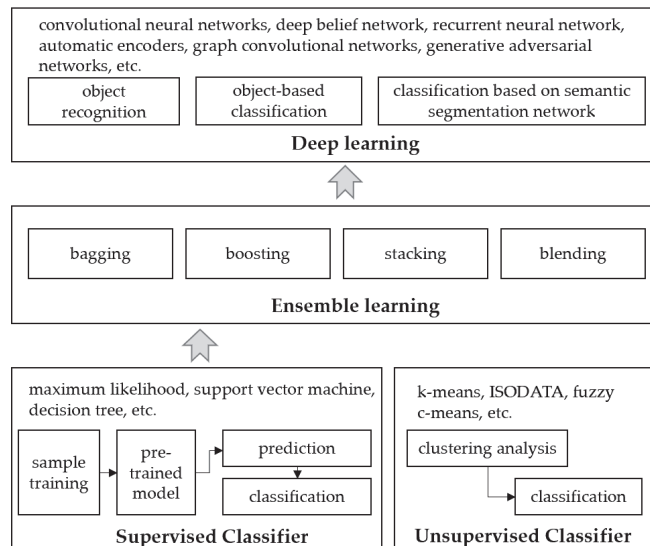 convolutional neural networks, deep belief network, recurrent neural network,
automatic encoders, graph convolutional networks, generative adversarial
networks, etc.
object
recognition
object-based
classification
classification based on semantic
segmentation network
Deep learning
bagging
boosting
stacking
blending
Ensemble learning
maximum likelihood, support vector machine,
decision tree, etc.
sample
training
pre-
trained
model
prediction
classification
Supervised Classifier
k-means, ISODATA, fuzzy
c-means, etc.
clustering analysis
classification
Unsupervised Classifier